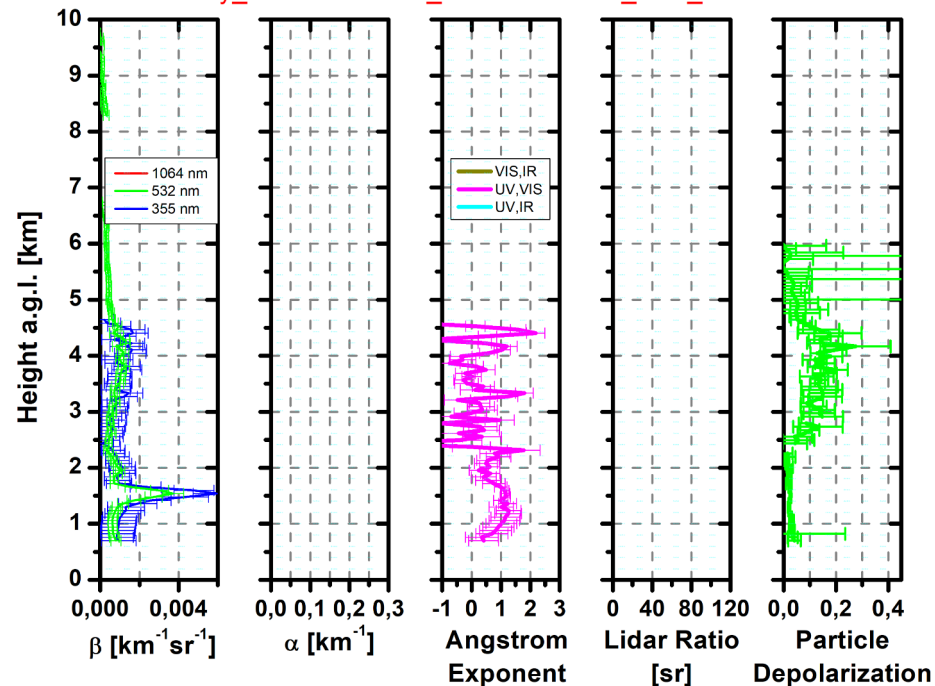 10
9
8
7
6
5
4
3
2
1
0
Height a.g.l. [km]
1064 nm
532 nm
355 nm
VIS,IR
UV,VIS
UV,IR
0,000 0,004
β [km⁻¹sr⁻¹]
0,0 0,1 0,2 0,3
α [km⁻¹]
-1 0 1 2 3
Angstrom
Exponent
0 40 80 120
Lidar Ratio
[sr]
0,0 0,2 0,4
Particle
Depolarization